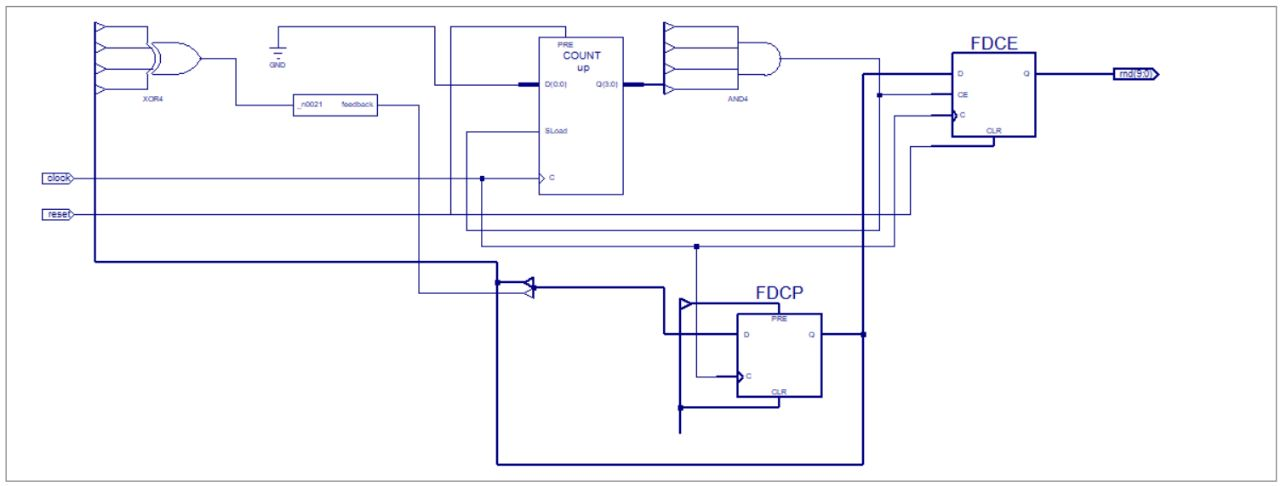 FDCE
PRE
COUNT
up
GND
D(0:0)
Q(3:0)
XOR4
AND4
D
Q
CE
C
CLR
rnd(9:0)
_n0021
feedback
SLoad
clock
C
reset
FDCP
PRE
D
Q
C
CLR